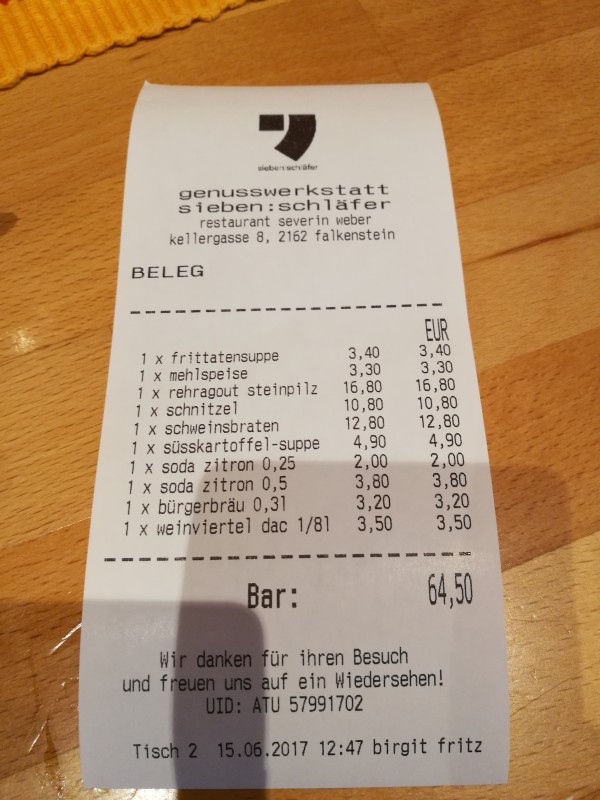 sieben schläfer
genusswerkstatt
sieben:schläfer
restaurant severin weber
kellergasse 8, 2162 falkenstein
BELEG
EUR
1 x frittatensuppe 3,40 3,40
1 x mehlspeise 3,30 3,30
1 x rehragout steinpilz 16,80 16,80
1 x schnitzel 10,80 10,80
1 x schweinsbraten 12,80 12,80
1 x süsskartoffel-suppe 4,90 4,90
1 x soda zitron 0,25 2,00 2,00
1 x soda zitron 0,5 3,80 3,80
1 x bürgerbräu 0,3l 3,20 3,20
1 x weinviertel dac 1/8l 3,50 3,50
Bar: 64,50
Wir danken für ihren Besuch
und freuen uns auf ein Wiedersehen!
UID: ATU 57991702
Tisch 2 15.06.2017 12:47 birgit fritz